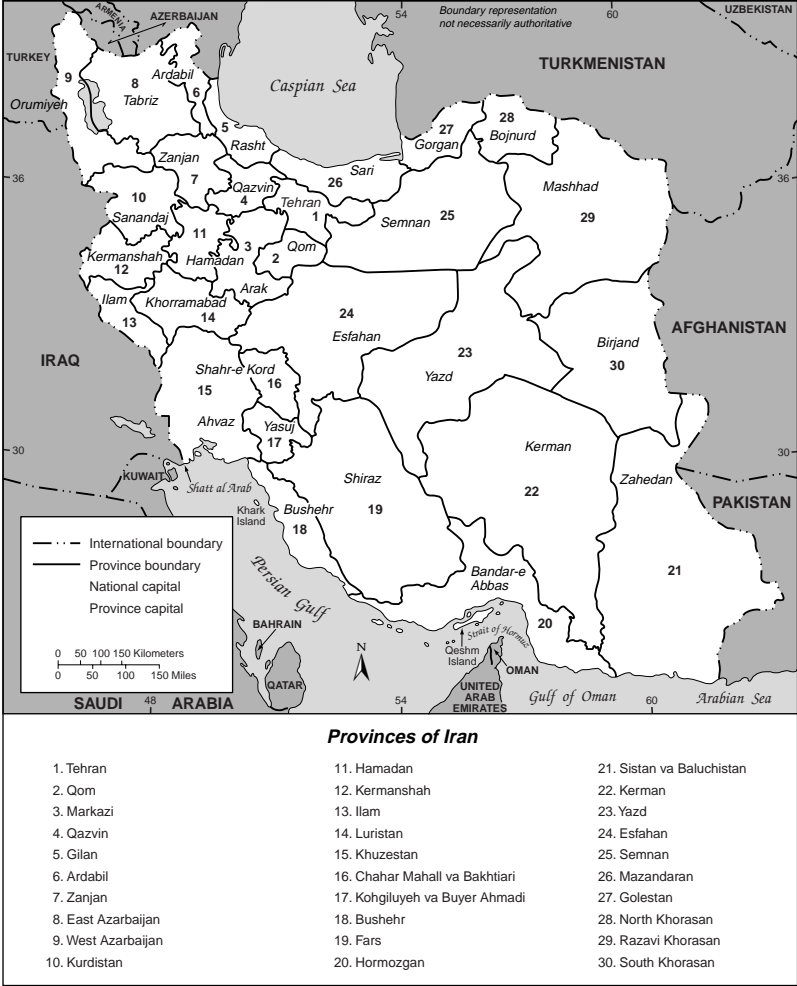 54
60
Boundary representation
not necessarily authoritative
UZBEKISTAN
ARMENIA
AZERBAIJAN
TURKEY
TURKMENISTAN
Caspian Sea
9
8
Ardabil
6
Tabriz
Orumiyeh
5
Rasht
27
Gorgan
28
Bojnurd
36
36
Zanjan
7
Qazvin
4
Sari
26
Mashhad
29
10
Sanandaj
11
Hamadan
Tehran
1
3
Qom
2
Semnan
25
Kermanshah
12
Arak
Ilam
13
Khorramabad
14
24
Esfahan
AFGHANISTAN
IRAQ
23
Yazd
Birjand
30
Shahr-e Kord
15
16
Ahvaz
Yasuj
17
30
30
Kerman
22
Zahedan
KUWAIT
Shatt al Arab
Khark
Island
Bushehr
18
Shiraz
19
PAKISTAN
21
International boundary
Province boundary
National capital
Province capital
0 50 100 150 Kilometers
0 50 100 150 Miles
Persian Gulf
Bandar-e
Abbas
20
Strait of Hormuz
Qeshm
Island
BAHRAIN
N
QATAR
OMAN
UNITED
ARAB
EMIRATES
Gulf of Oman
Arabian Sea
SAUDI ARABIA
48
54
60
Provinces of Iran
1. Tehran
2. Qom
3. Markazi
4. Qazvin
5. Gilan
6. Ardabil
7. Zanjan
8. East Azarbaijan
9. West Azarbaijan
10. Kurdistan
11. Hamadan
12. Kermanshah
13. Ilam
14. Luristan
15. Khuzestan
16. Chahar Mahall va Bakhtiari
17. Kohgiluyeh va Buyer Ahmadi
18. Bushehr
19. Fars
20. Hormozgan
21. Sistan va Baluchistan
22. Kerman
23. Yazd
24. Esfahan
25. Semnan
26. Mazandaran
27. Golestan
28. North Khorasan
29. Razavi Khorasan
30. South Khorasan